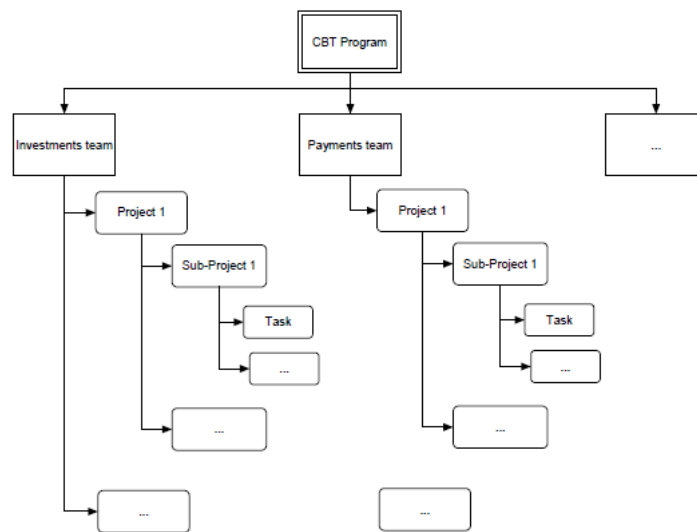 CBT Program
Investments team
Payments team
...
Project 1
Project 1
Sub-Project 1
Sub-Project 1
Task
Task
...
...
...
...
...
...